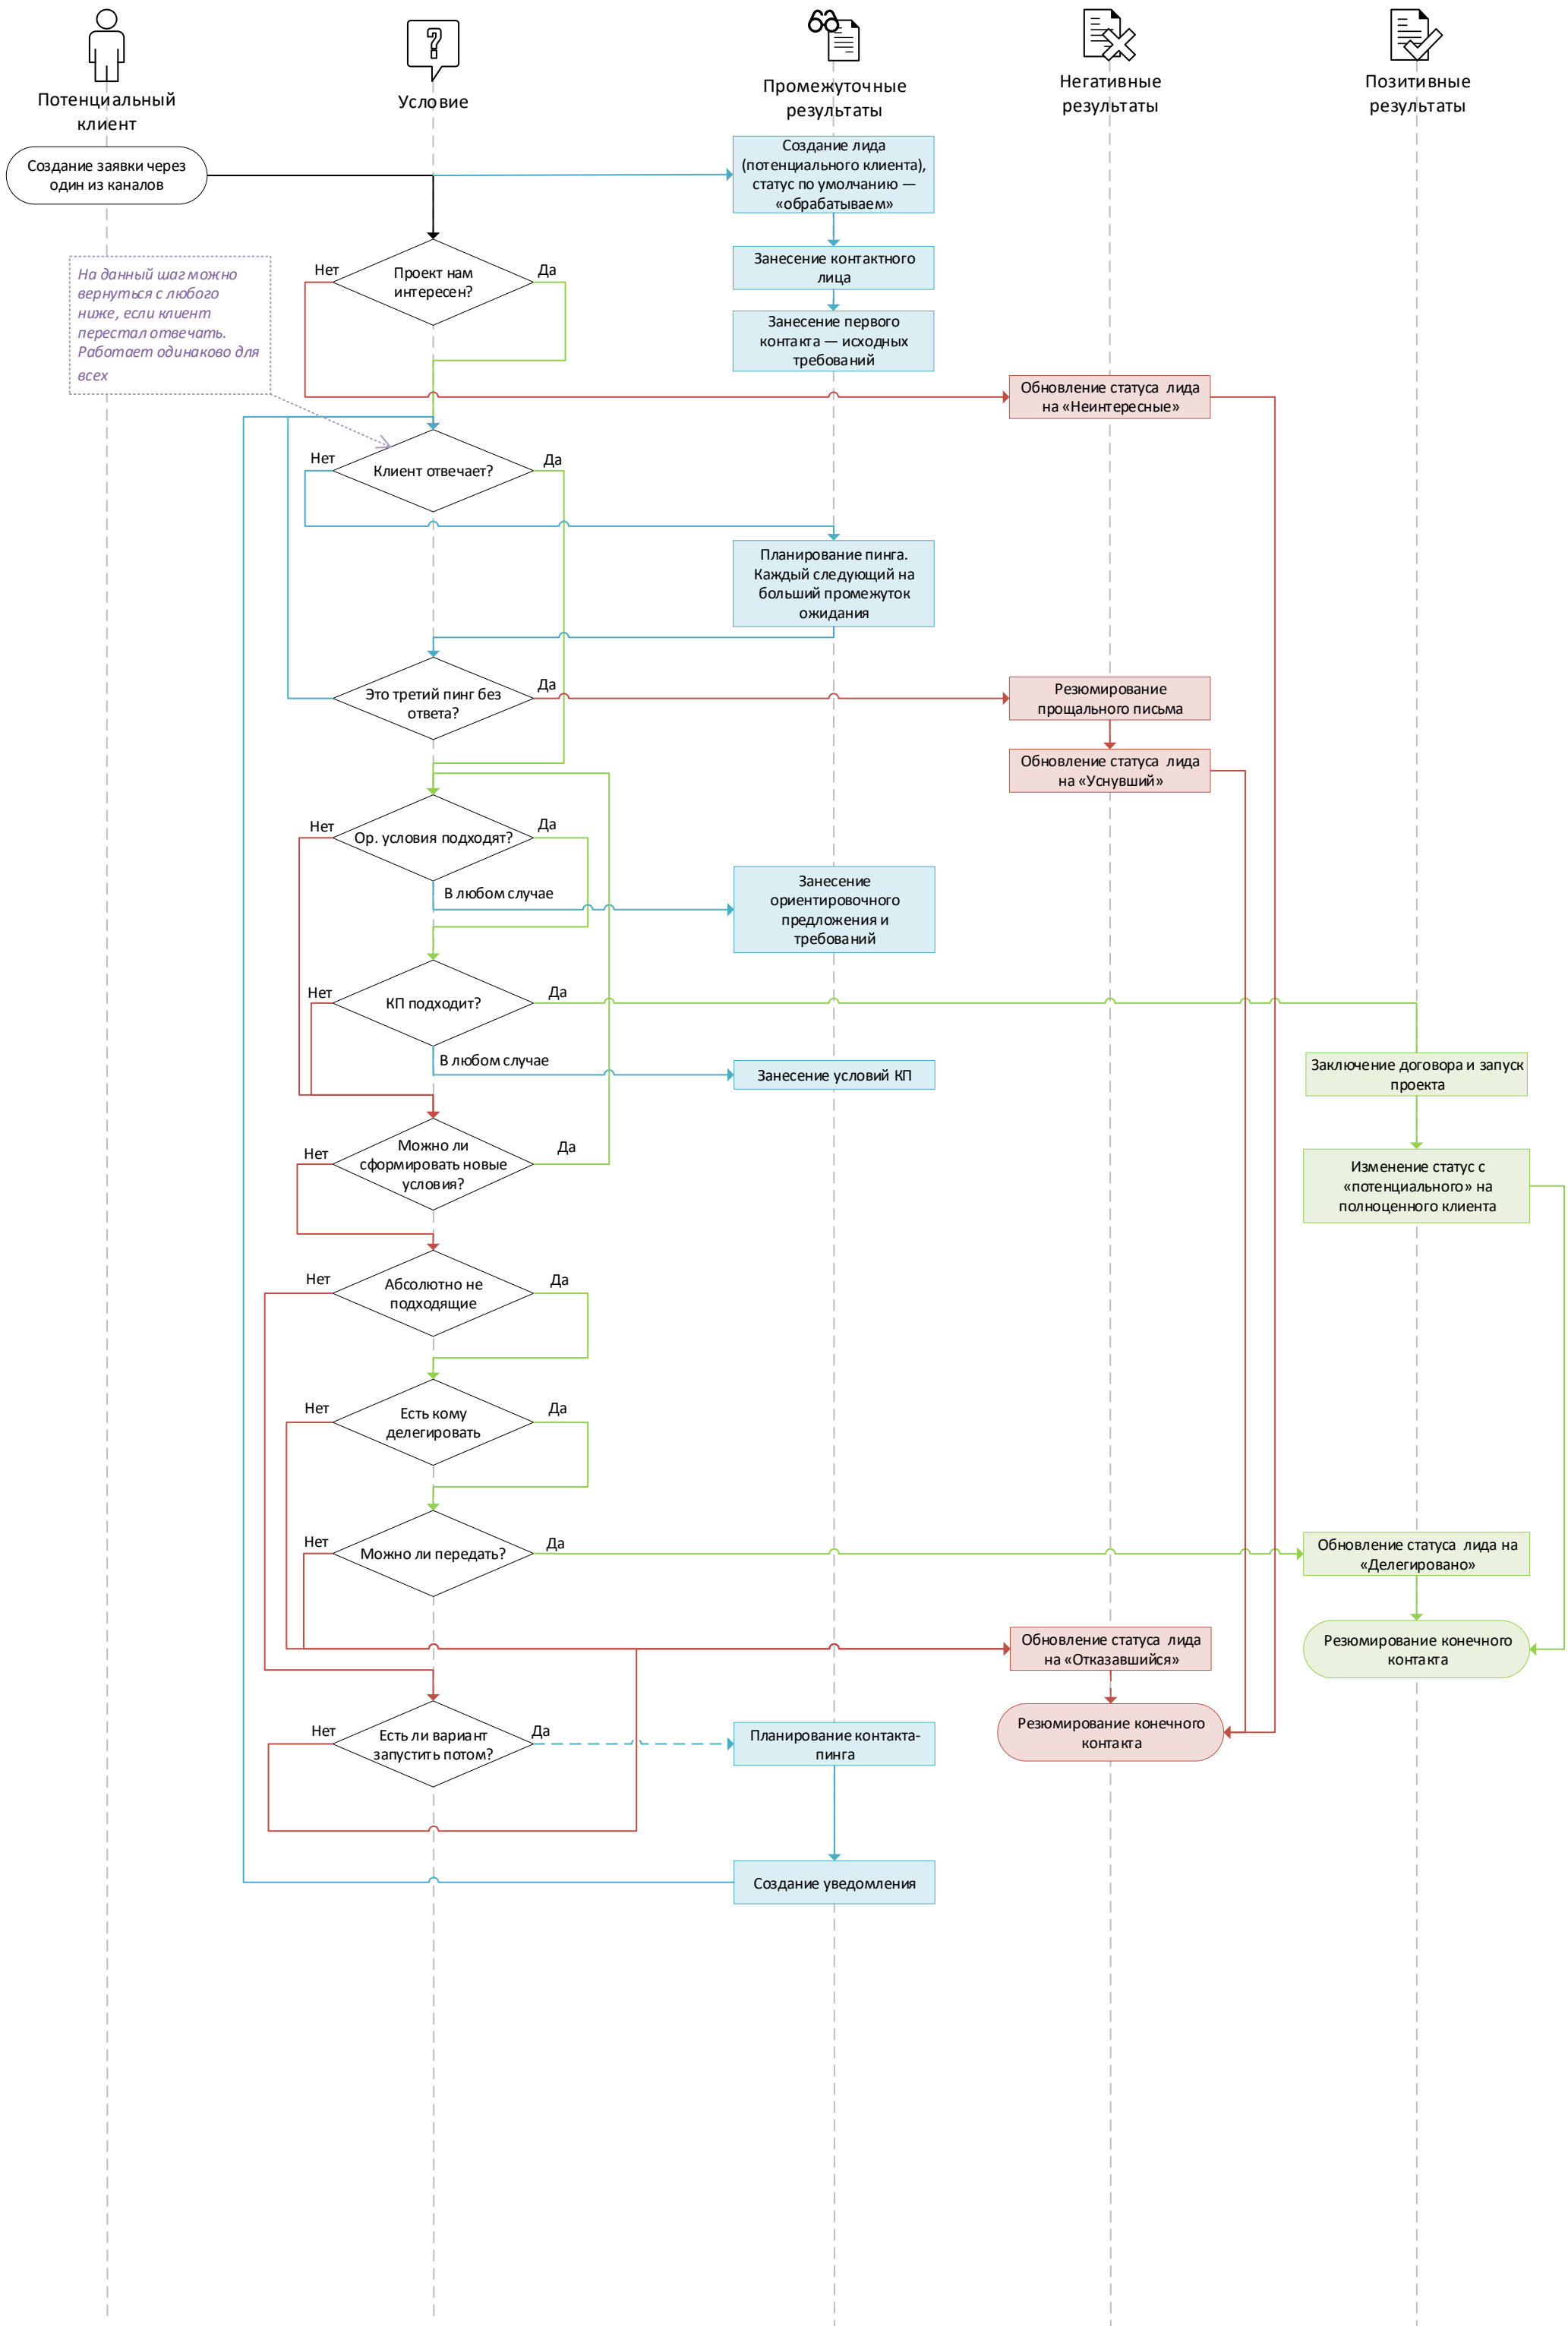 Потенциальный
клиент
Условие
Промежуточные
результаты
Негативные
результаты
Позитивные
результаты
Создание заявки через
один из каналов
Создание лида
(потенциального клиента),
статус по умолчанию —
«обрабатываем»
Проект нам
интересен?
Нет
Да
Занесение контактного
лица
На данный шаг можно
вернуться с любого
ниже, если клиент
перестал отвечать.
Работает одинаково для
всех
Занесение первого
контакта — исходных
требований
Обновление статуса лида
на «Неинтересные»
Нет
Клиент отвечает?
Да
Планирование пинга.
Каждый следующий на
больший промежуток
ожидания
Это третий пинг без
ответа?
Да
Резюмирование
прощального письма
Обновление статуса лида
на «Уснувший»
Нет
Ор. условия подходят?
Да
В любом случае
Занесение
ориентировочного
предложения и
требований
Нет
КП подходит?
Да
В любом случае
Занесение условий КП
Заключение договора и запуск
проекта
Нет
Можно ли
сформировать новые
условия?
Да
Изменение статус с
«потенциального» на
полноценного клиента
Нет
Абсолютно не
подходящие
Да
Нет
Есть кому
делегировать
Да
Нет
Можно ли передать?
Да
Обновление статуса лида на
«Делегировано»
Обновление статуса лида
на «Отказавшийся»
Резюмирование конечного
контакта
Нет
Есть ли вариант
запустить потом?
Да
Планирование контакта-
пинга
Резюмирование конечного
контакта
Создание уведомления